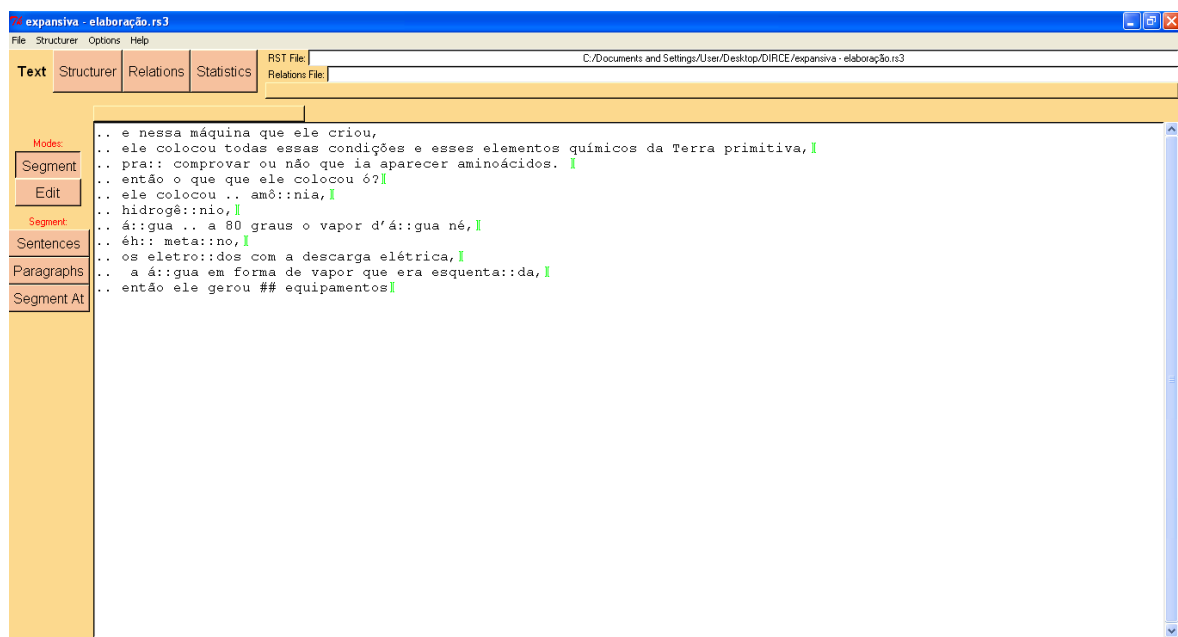 expansiva - elaboração.rs3
File Structurer Options Help
Text Structurer Relations Statistics
RST File: C:/Documents and Settings/User/Desktop/DIRCE/expansiva - elaboração.rs3
Relations File:
Modes:
Segment
Edit
Segment:
Sentences
Paragraphs
Segment At
.. e nessa máquina que ele criou,
.. ele colocou todas essas condições e esses elementos químicos da Terra primitiva,
.. pra:: comprovar ou não que ia aparecer aminoácidos.
.. então o que que ele colocou ó?
.. ele colocou .. amô::nia,
.. hidrogê::nio,
.. á::gua .. a 80 graus o vapor d'á::gua né,
.. éh:: meta::no,
.. os eletro::dos com a descarga elétrica,
.. a á::gua em forma de vapor que era esquenta::da,
.. então ele gerou ## equipamentos